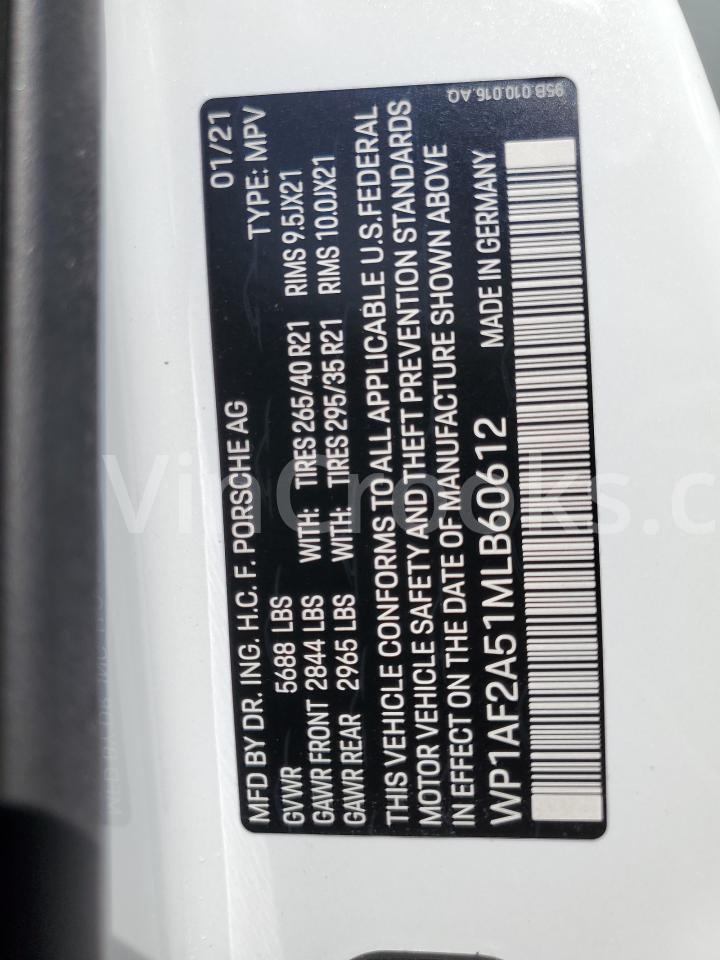 MFD BY DR. ING. H.C. F. PORSCHE AG 01/21
GVWR 5688 LBS TYPE: MPV
GAWR FRONT 2844 LBS WITH: TIRES 265/40 R21 RIMS 9.5JX21
GAWR REAR 2965 LBS WITH: TIRES 295/35 R21 RIMS 10.0JX21
THIS VEHICLE CONFORMS TO ALL APPLICABLE U.S.FEDERAL
MOTOR VEHICLE SAFETY AND THEFT PREVENTION STANDARDS
IN EFFECT ON THE DATE OF MANUFACTURE SHOWN ABOVE
WP1AF2A51MLB60612 MADE IN GERMANY
95B.010.016.AQ
VinCrooks.c